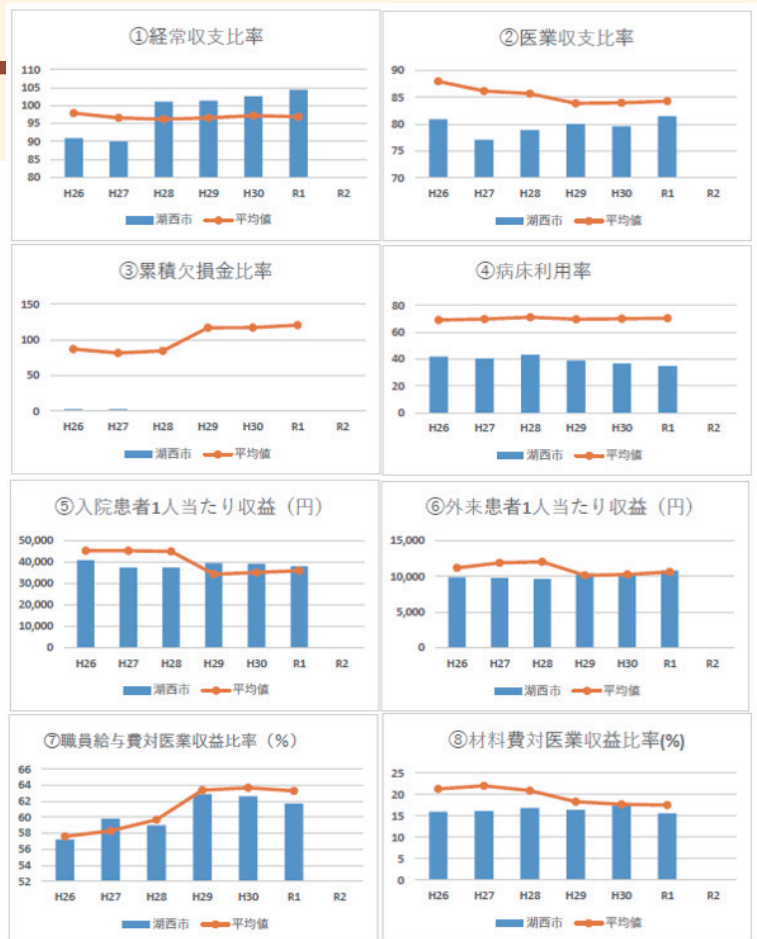 ①経常収支比率
110
105
100
95
90
85
80
H26 H27 H28 H29 H30 R1 R2
湖西市 平均値
②医業収支比率
90
85
80
75
70
H26 H27 H28 H29 H30 R1 R2
湖西市 平均値
③累積欠損金比率
150
100
50
0
H26 H27 H28 H29 H30 R1 R2
湖西市 平均値
④病床利用率
80
60
40
20
0
H26 H27 H28 H29 H30 R1 R2
湖西市 平均値
⑤入院患者1人当たり収益（円）
50,000
40,000
30,000
20,000
10,000
0
H26 H27 H28 H29 H30 R1 R2
湖西市 平均値
⑥外来患者1人当たり収益（円）
15,000
10,000
5,000
0
H26 H27 H28 H29 H30 R1 R2
湖西市 平均値
⑦職員給与費対医業収益比率（%）
66
64
62
60
58
56
54
52
H26 H27 H28 H29 H30 R1 R2
湖西市 平均値
⑧材料費対医業収益比率(%)
25
20
15
10
5
0
H26 H27 H28 H29 H30 R1 R2
湖西市 平均値